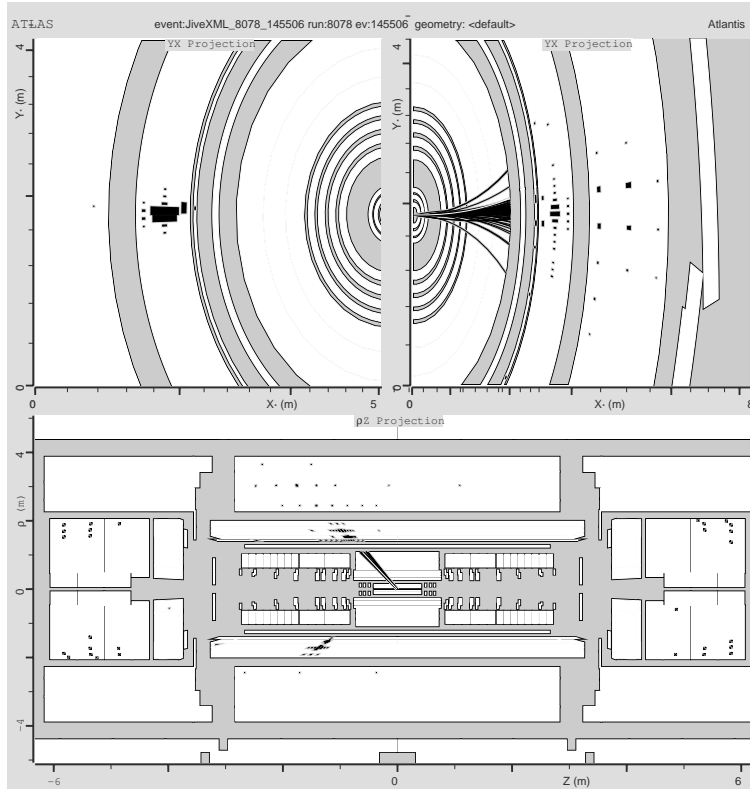 ATLAS event:JiveXML_8078_145506 run:8078 ev:145506 geometry: <default> Atlantis
YX Projection YX Projection
4 4
Y· (m) Y· (m)
0 0
0 X· (m) 5 0 X· (m) 8
ρZ Projection
4
ρ (m)
0
−4
−6 0 Z (m) 6